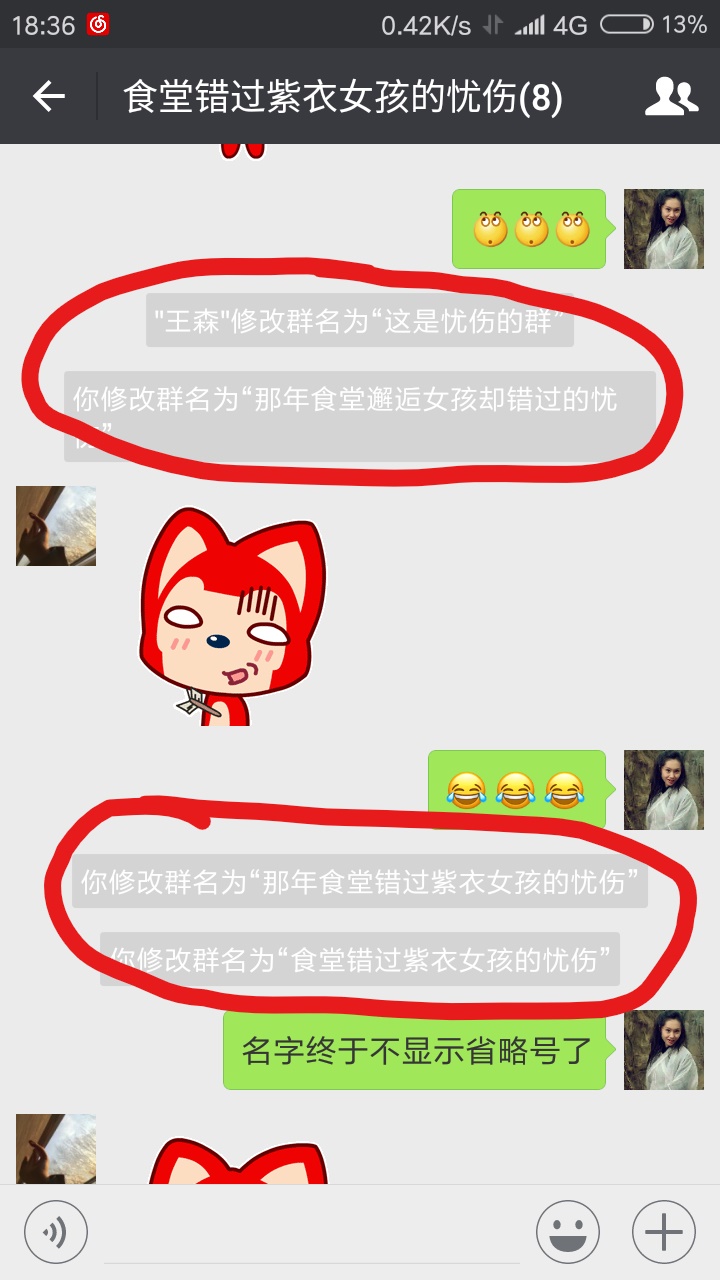 18:36 0.42K/s 4G 13%
食堂错过紫衣女孩的忧伤(8)
"王森"修改群名为“这是忧伤的群”
你修改群名为“那年食堂邂逅女孩却错过的忧
伤”
你修改群名为“那年食堂错过紫衣女孩的忧伤”
你修改群名为“食堂错过紫衣女孩的忧伤”
名字终于不显示省略号了